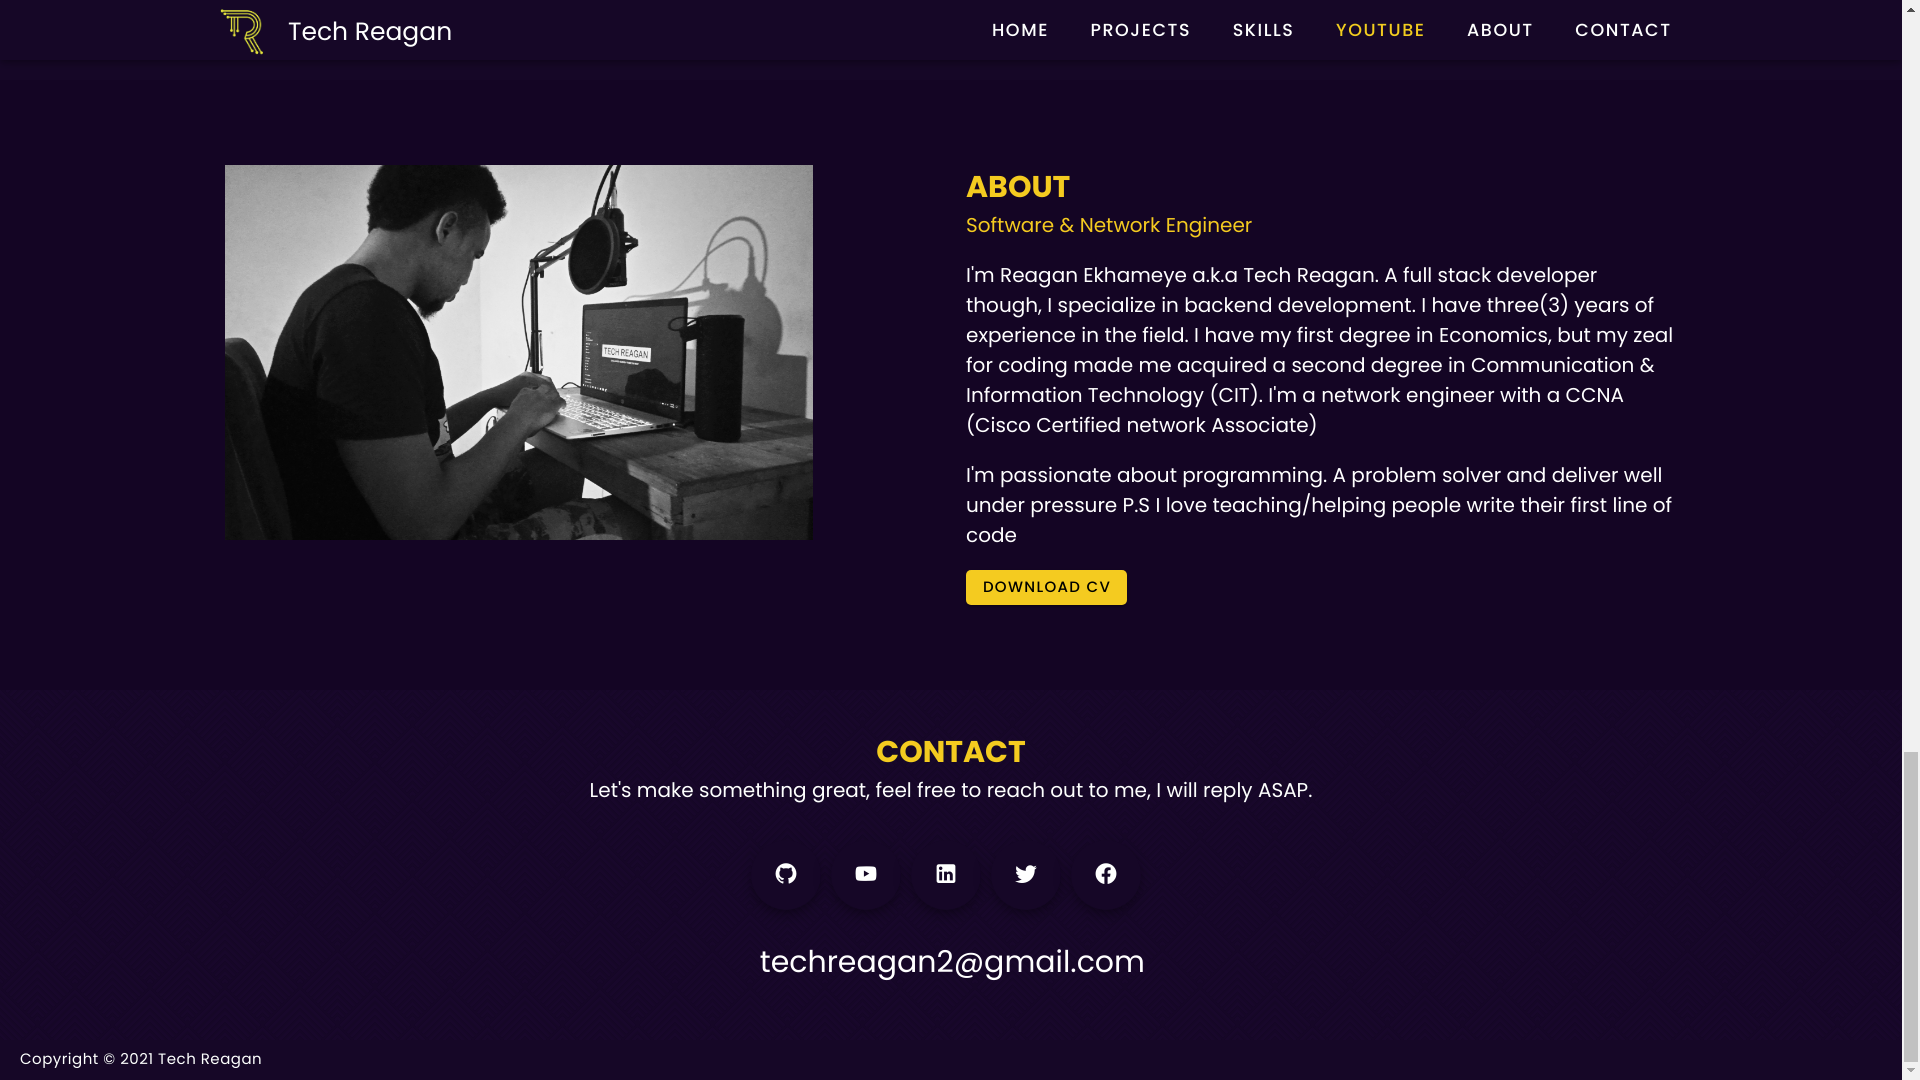 Tech Reagan
HOME PROJECTS SKILLS YOUTUBE ABOUT CONTACT
TECH REAGAN
ABOUT
Software & Network Engineer
I'm Reagan Ekhameye a.k.a Tech Reagan. A full stack developer
though, I specialize in backend development. I have three(3) years of
experience in the field. I have my first degree in Economics, but my zeal
for coding made me acquired a second degree in Communication &
Information Technology (CIT). I'm a network engineer with a CCNA
(Cisco Certified network Associate)
I'm passionate about programming. A problem solver and deliver well
under pressure P.S I love teaching/helping people write their first line of
code
DOWNLOAD CV
CONTACT
Let's make something great, feel free to reach out to me, I will reply ASAP.
techreagan2@gmail.com
Copyright © 2021 Tech Reagan